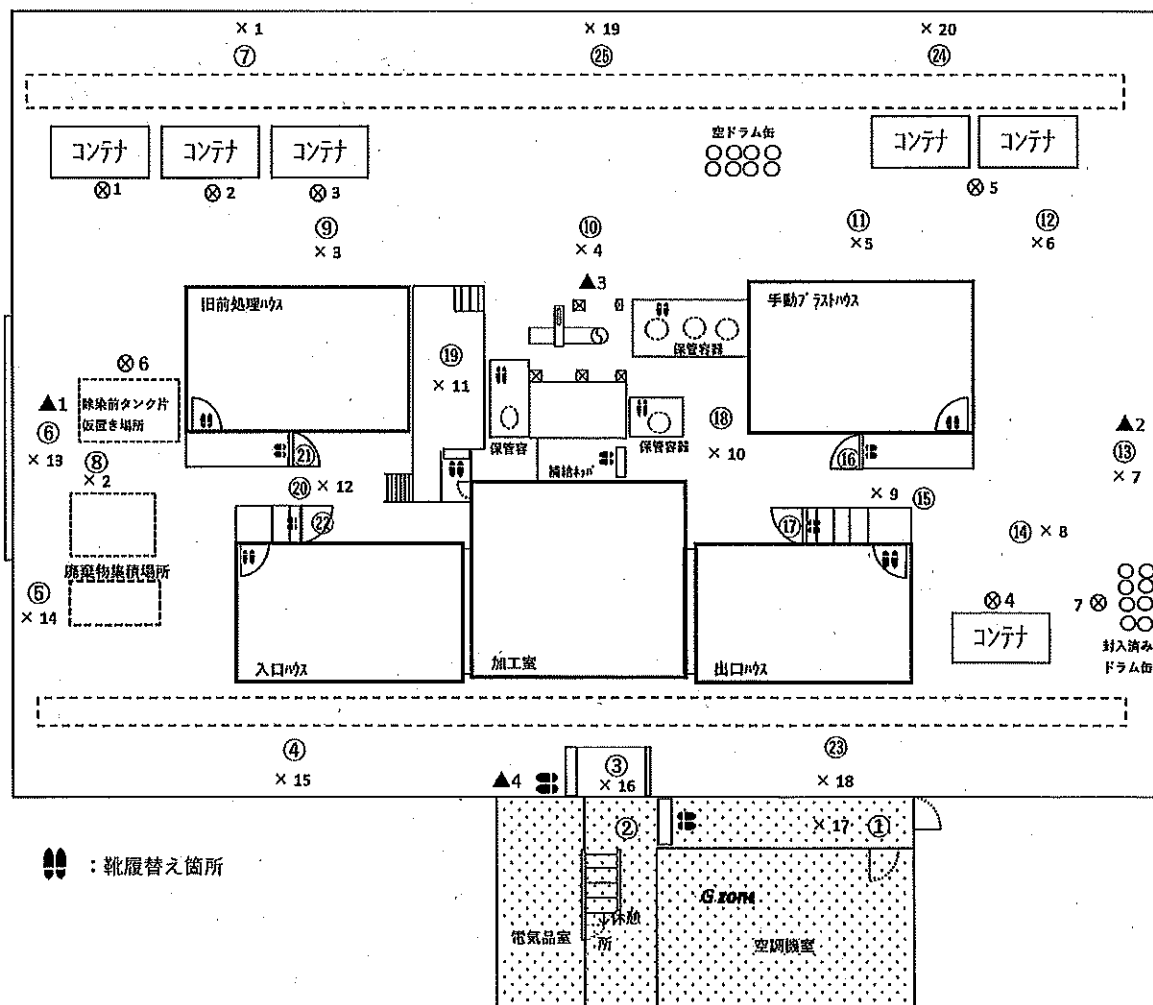 × 1
× 19
× 20
⑦
㉕
㉔
コンテナ
コンテナ
コンテナ
空ドラム缶
コンテナ
コンテナ
⊗1
⊗2
⊗3
⊗5
⑨
× 3
⑩
× 4
⑪
×5
⑫
×6
▲3
旧前処理ハウス
手動ブラストハウス
保管容器
⊗6
⑲
× 11
除染前タンク片
仮置き場所
▲1
⑥
× 13
⑧
× 2
⑱
× 10
▲2
⑬
× 7
保管容
保管容器
補給ホッパ
㉑
⑯
⑳
× 12
× 9
⑮
㉒
⑰
⑭ × 8
廃棄物集積場所
⑤
× 14
⊗4
7 ⊗
コンテナ
封入済み
ドラム缶
入口ハウス
加工室
出口ハウス
④
× 15
▲4
③
× 16
㉓
× 18
②
×17 ①
:靴履替え箇所
G zone
休憩
所
電気品室
空調機室